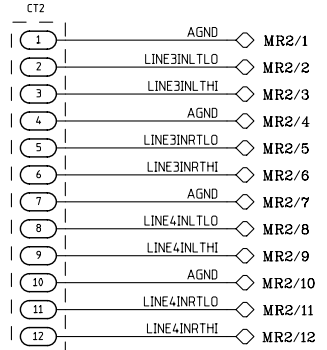 CT2
1 AGND MR2/1
2 LINE3INLTLO MR2/2
3 LINE3INLTHI MR2/3
4 AGND MR2/4
5 LINE3INRTLO MR2/5
6 LINE3INRTHI MR2/6
7 AGND MR2/7
8 LINE4INLTLO MR2/8
9 LINE4INLTHI MR2/9
10 AGND MR2/10
11 LINE4INRTLO MR2/11
12 LINE4INRTHI MR2/12